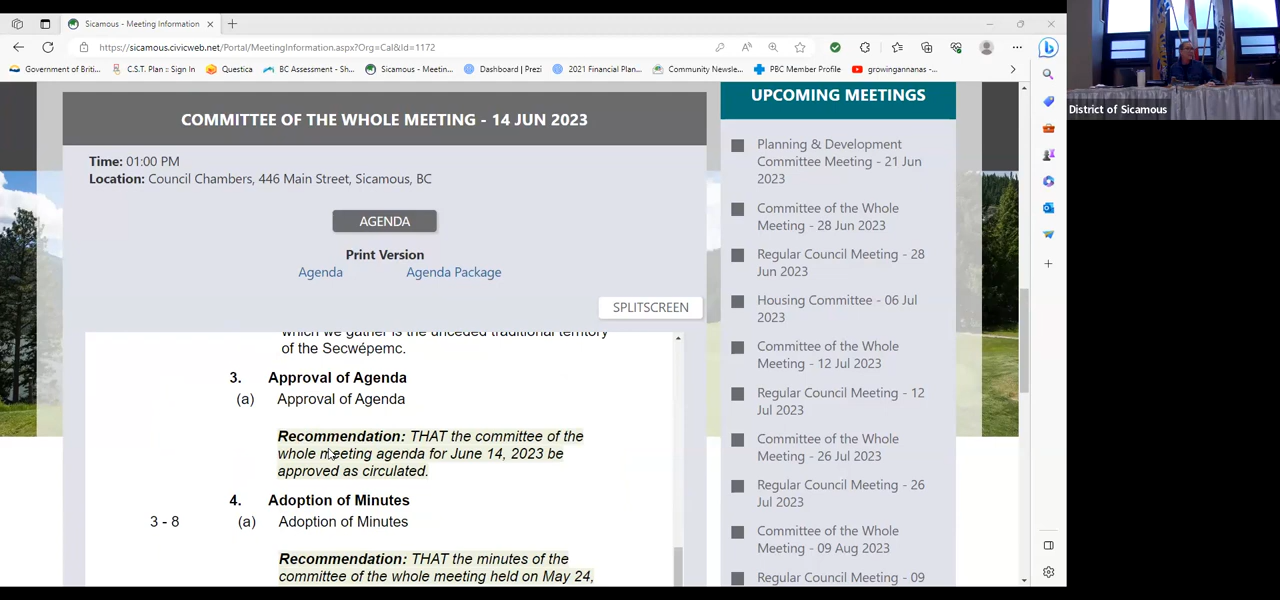 Sicamous - Meeting Information
https://sicamous.civicweb.net/Portal/MeetingInformation.aspx?Org=Cal&Id=1172
Government of Briti...
C.S.T. Plan :: Sign In
Questica
BC Assessment - Sh...
Sicamous - Meetin...
Dashboard | Prezi
2021 Financial Plan...
Community Newsle...
PBC Member Profile
growingannanas -...
District of Sicamous
COMMITTEE OF THE WHOLE MEETING - 14 JUN 2023
Time: 01:00 PM
Location: Council Chambers, 446 Main Street, Sicamous, BC
AGENDA
Print Version
Agenda
Agenda Package
SPLITSCREEN
which we gather is the unceded traditional territory
of the Secwépemc.
3. Approval of Agenda
(a) Approval of Agenda
Recommendation: THAT the committee of the
whole meeting agenda for June 14, 2023 be
approved as circulated.
4. Adoption of Minutes
3 - 8 (a) Adoption of Minutes
Recommendation: THAT the minutes of the
committee of the whole meeting held on May 24,
UPCOMING MEETINGS
Planning & Development
Committee Meeting - 21 Jun
2023
Committee of the Whole
Meeting - 28 Jun 2023
Regular Council Meeting - 28
Jun 2023
Housing Committee - 06 Jul
2023
Committee of the Whole
Meeting - 12 Jul 2023
Regular Council Meeting - 12
Jul 2023
Committee of the Whole
Meeting - 26 Jul 2023
Regular Council Meeting - 26
Jul 2023
Committee of the Whole
Meeting - 09 Aug 2023
Regular Council Meeting - 09